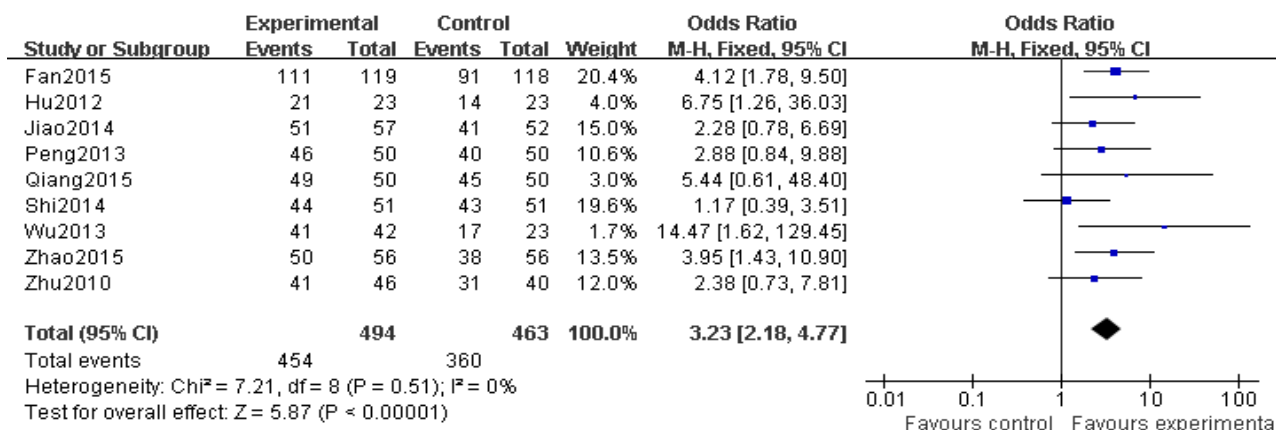 Experimental Control Odds Ratio Odds Ratio
Study or Subgroup Events Total Events Total Weight M-H, Fixed, 95% CI M-H, Fixed, 95% CI
Fan2015 111 119 91 118 20.4% 4.12 [1.78, 9.50]
Hu2012 21 23 14 23 4.0% 6.75 [1.26, 36.03]
Jiao2014 51 57 41 52 15.0% 2.28 [0.78, 6.69]
Peng2013 46 50 40 50 10.6% 2.88 [0.84, 9.88]
Qiang2015 49 50 45 50 3.0% 5.44 [0.61, 48.40]
Shi2014 44 51 43 51 19.6% 1.17 [0.39, 3.51]
Wu2013 41 42 17 23 1.7% 14.47 [1.62, 129.45]
Zhao2015 50 56 38 56 13.5% 3.95 [1.43, 10.90]
Zhu2010 41 46 31 40 12.0% 2.38 [0.73, 7.81]
Total (95% CI) 494 463 100.0% 3.23 [2.18, 4.77]
Total events 454 360
Heterogeneity: Chi² = 7.21, df = 8 (P = 0.51); I² = 0%
Test for overall effect: Z = 5.87 (P < 0.00001)
0.01 0.1 1 10 100
Favours control Favours experimenta